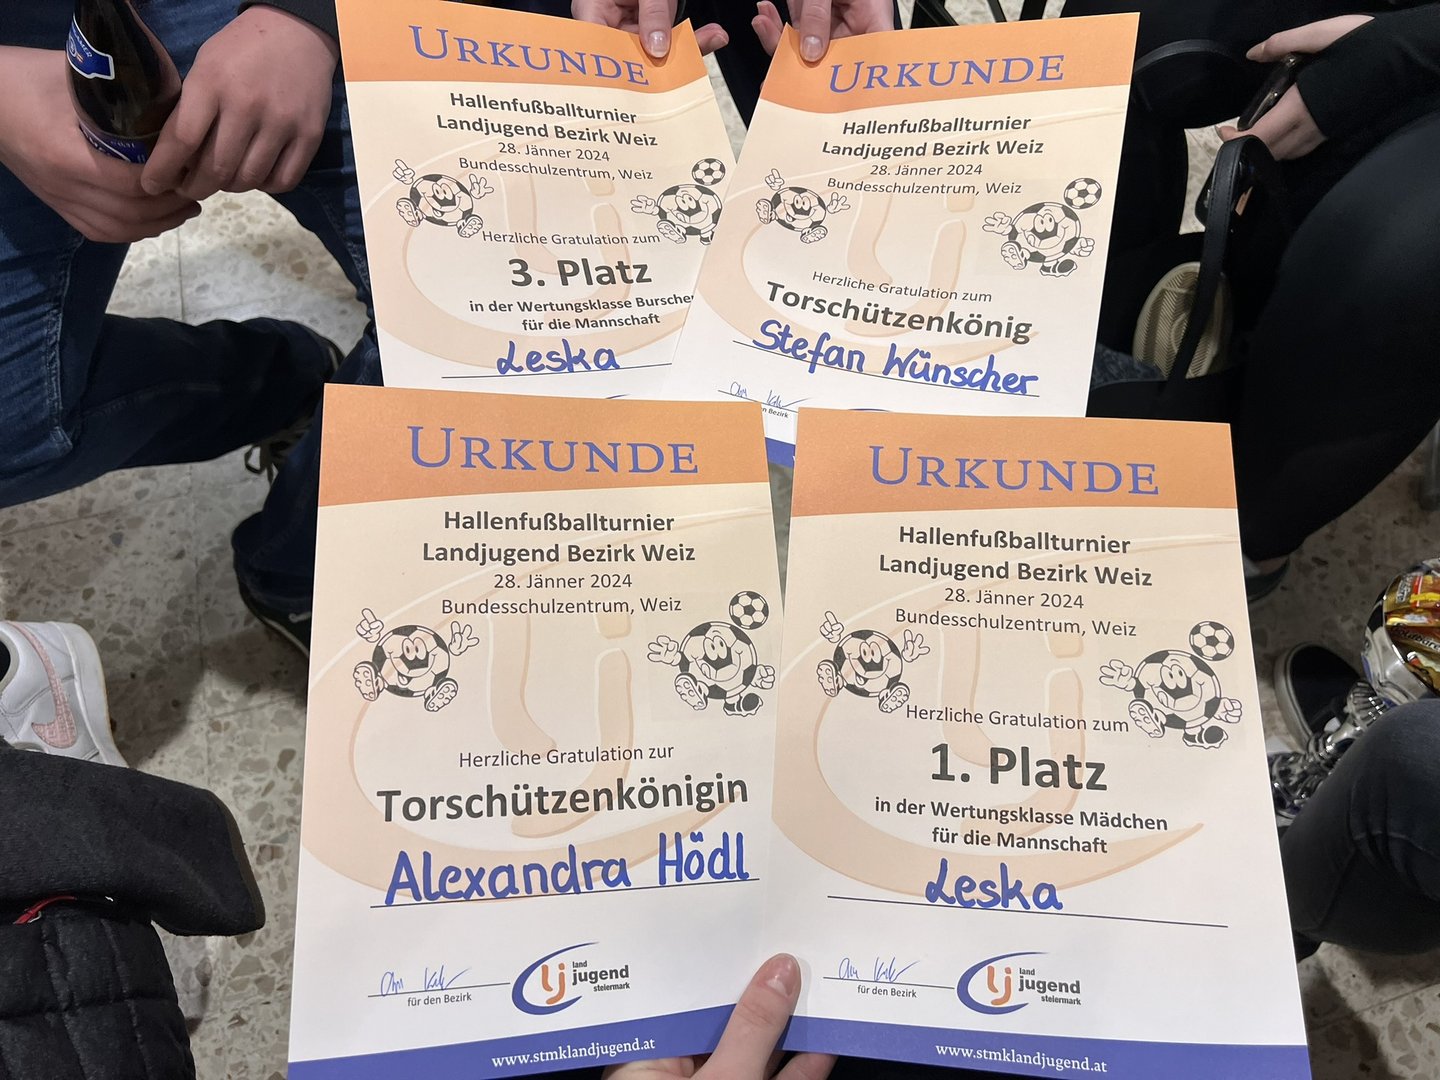 URKUNDE
Hallenfußballturnier
Landjugend Bezirk Weiz
28. Jänner 2024
Bundesschulzentrum, Weiz
Herzliche Gratulation zum
3. Platz
in der Wertungsklasse Bursche
für die Mannschaft
Leska
URKUNDE
Hallenfußballturnier
Landjugend Bezirk Weiz
28. Jänner 2024
Bundesschulzentrum, Weiz
Herzliche Gratulation zum
Torschützenkönig
Stefan Wünscher
en Bezirk
URKUNDE
Hallenfußballturnier
Landjugend Bezirk Weiz
28. Jänner 2024
Bundesschulzentrum, Weiz
Herzliche Gratulation zur
Torschützenkönigin
Alexandra Hödl
für den Bezirk
lj
land
jugend
steiermark
www.stmklandjugend.at
URKUNDE
Hallenfußballturnier
Landjugend Bezirk Weiz
28. Jänner 2024
Bundesschulzentrum, Weiz
Herzliche Gratulation zum
1. Platz
in der Wertungsklasse Mädchen
für die Mannschaft
Leska
für den Bezirk
lj
land
jugend
steiermark
www.stmklandjugend.at